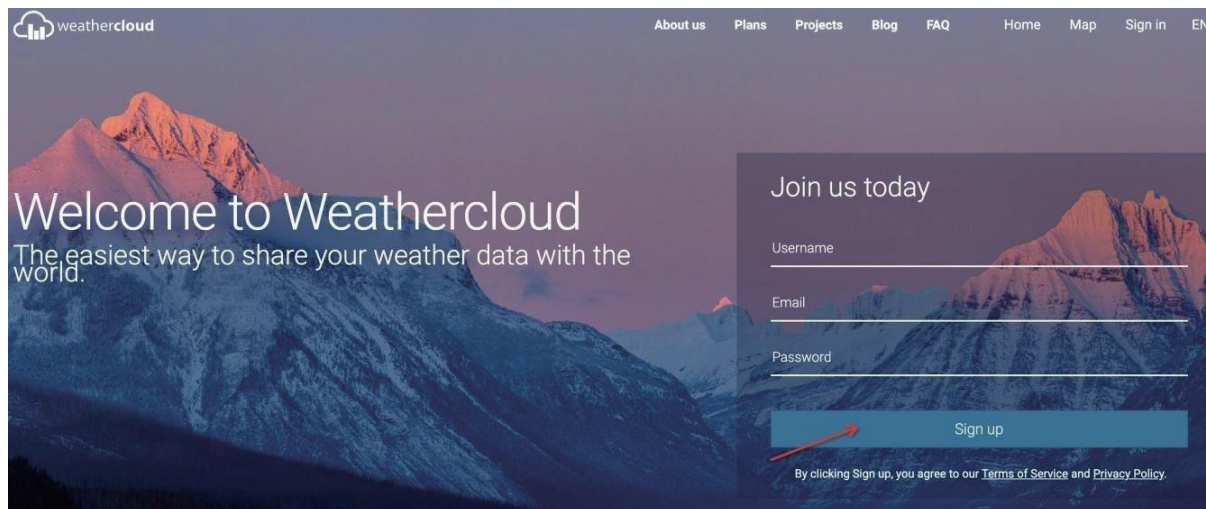 weathercloud
About us Plans Projects Blog FAQ Home Map Sign in EN
Welcome to Weathercloud
The easiest way to share your weather data with the
world.
Join us today
Username
Email
Password
Sign up
By clicking Sign up, you agree to our Terms of Service and Privacy Policy.